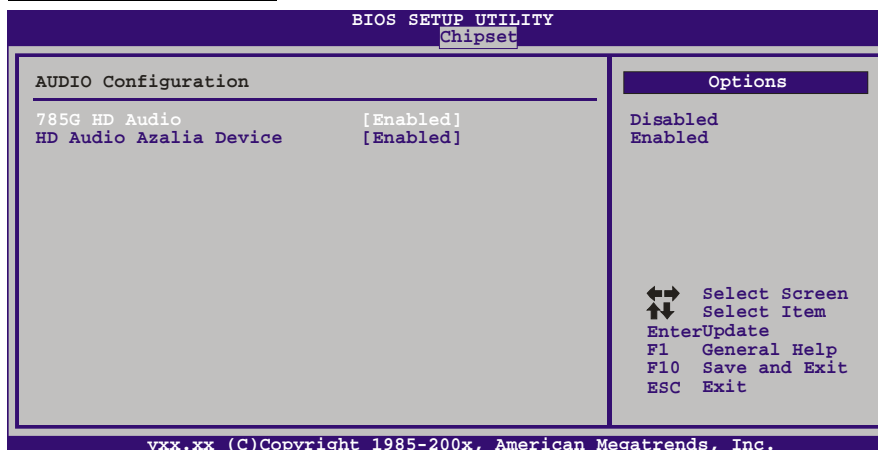 BIOS SETUP UTILITY
Chipset
AUDIO Configuration
785G HD Audio [Enabled]
HD Audio Azalia Device [Enabled]
Options
Disabled
Enabled
Select Screen
Select Item
EnterUpdate
F1 General Help
F10 Save and Exit
ESC Exit
vxx.xx (C)Copyright 1985-200x, American Megatrends, Inc.